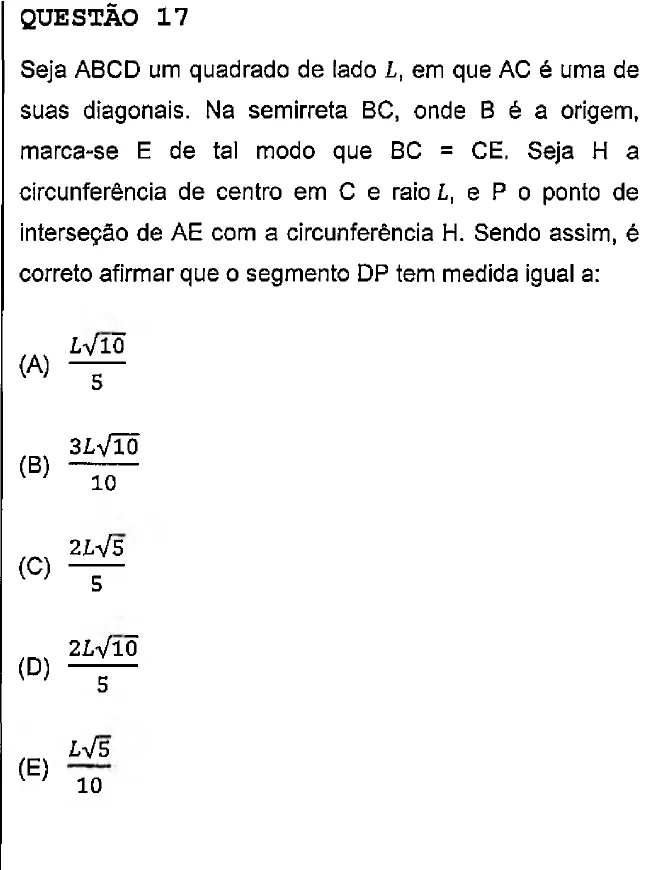 QUESTÃO 17
Seja ABCD um quadrado de lado L, em que AC é uma de
suas diagonais. Na semirreta BC, onde B é a origem,
marca-se E de tal modo que BC = CE. Seja H a
circunferência de centro em C e raio L, e P o ponto de
interseção de AE com a circunferência H. Sendo assim, é
correto afirmar que o segmento DP tem medida igual a:
(A) L√10/5
(B) 3L√10/10
(C) 2L√5/5
(D) 2L√10/5
(E) L√5/10